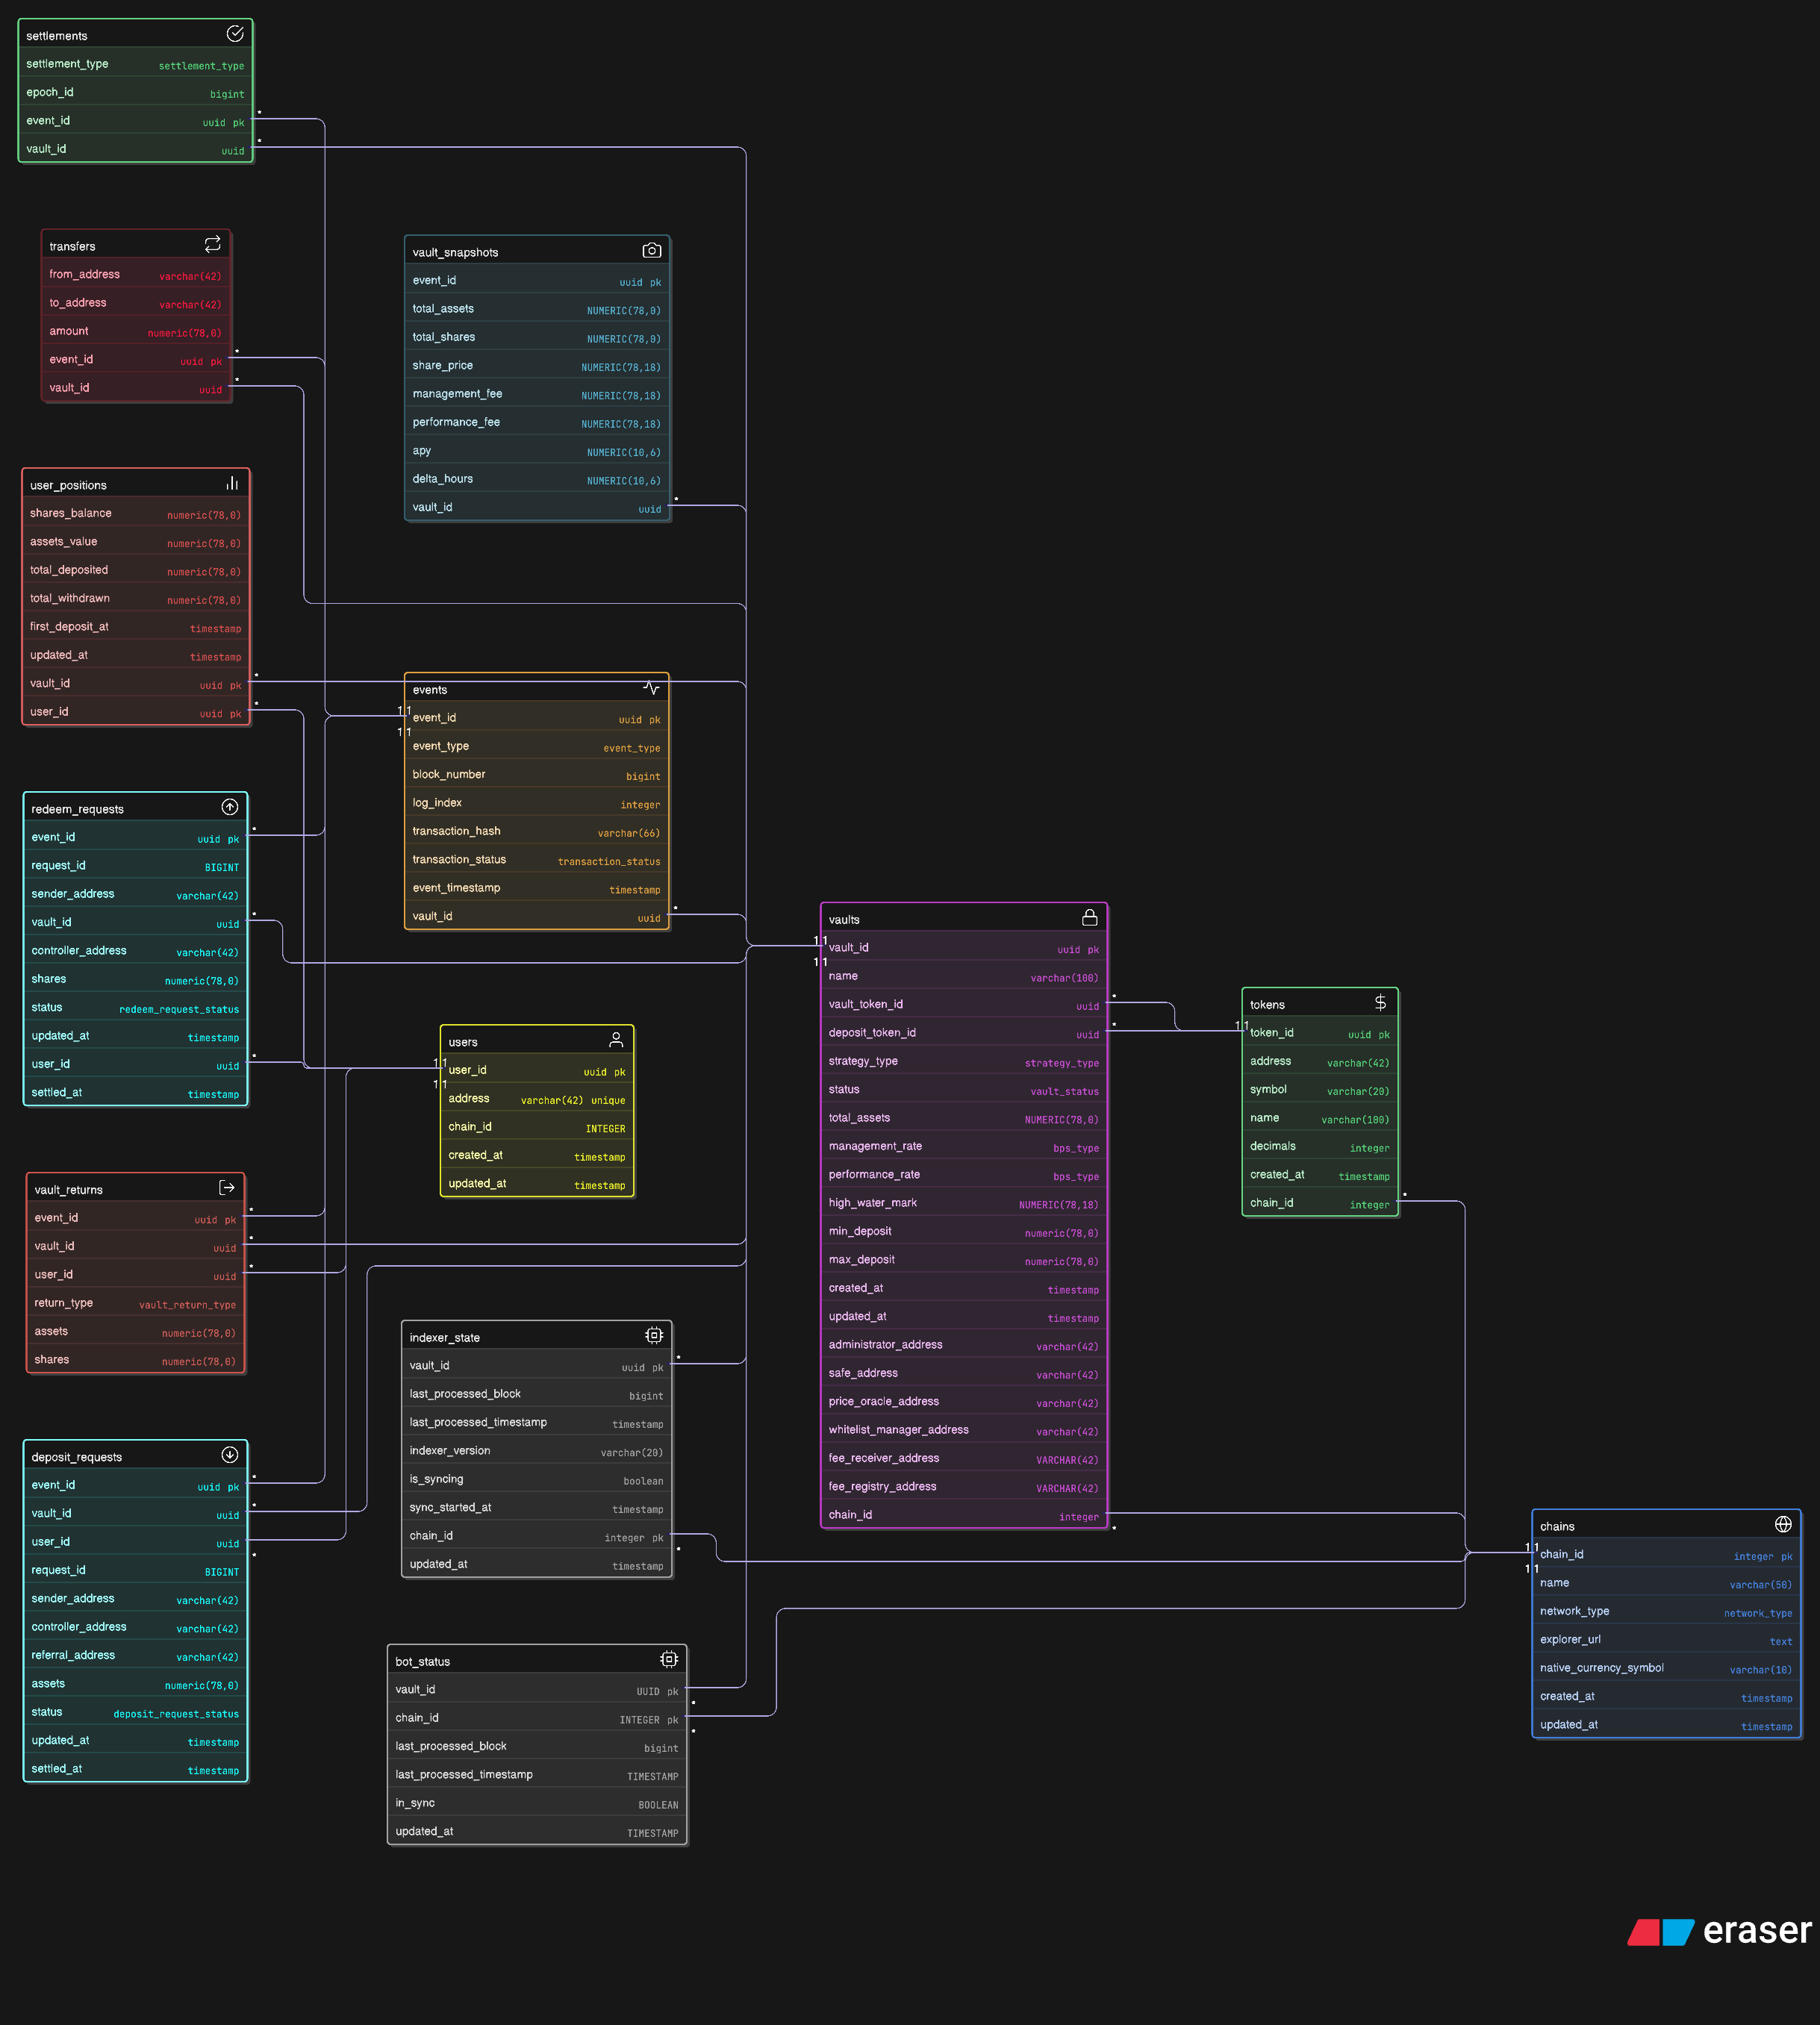 settlements
settlement_type settlement_type
epoch_id bigint
event_id uuid pk
vault_id uuid
transfers
from_address varchar(42)
to_address varchar(42)
amount numeric(78,0)
event_id uuid pk
vault_id uuid
vault_snapshots
event_id uuid pk
total_assets NUMERIC(78,0)
total_shares NUMERIC(78,0)
share_price NUMERIC(78,18)
management_fee NUMERIC(78,18)
performance_fee NUMERIC(78,18)
apy NUMERIC(10,6)
delta_hours NUMERIC(10,6)
vault_id uuid
user_positions
shares_balance numeric(78,0)
assets_value numeric(78,0)
total_deposited numeric(78,0)
total_withdrawn numeric(78,0)
first_deposit_at timestamp
updated_at timestamp
vault_id uuid pk
user_id uuid pk
events
event_id uuid pk
event_type event_type
block_number bigint
log_index integer
transaction_hash varchar(66)
transaction_status transaction_status
event_timestamp timestamp
vault_id uuid
redeem_requests
event_id uuid pk
request_id BIGINT
sender_address varchar(42)
vault_id uuid
controller_address varchar(42)
shares numeric(78,0)
status redeem_request_status
updated_at timestamp
user_id uuid
settled_at timestamp
users
user_id uuid pk
address varchar(42) unique
chain_id INTEGER
created_at timestamp
updated_at timestamp
vaults
vault_id uuid pk
name varchar(100)
vault_token_id uuid
deposit_token_id uuid
strategy_type strategy_type
status vault_status
total_assets NUMERIC(78,0)
management_rate bps_type
performance_rate bps_type
high_water_mark NUMERIC(78,18)
min_deposit numeric(78,0)
max_deposit numeric(78,0)
created_at timestamp
updated_at timestamp
administrator_address varchar(42)
safe_address varchar(42)
price_oracle_address varchar(42)
whitelist_manager_address varchar(42)
fee_receiver_address VARCHAR(42)
fee_registry_address VARCHAR(42)
chain_id integer
tokens
token_id uuid pk
address varchar(42)
symbol varchar(20)
name varchar(100)
decimals integer
created_at timestamp
chain_id integer
vault_returns
event_id uuid pk
vault_id uuid
user_id uuid
return_type vault_return_type
assets numeric(78,0)
shares numeric(78,0)
indexer_state
vault_id uuid pk
last_processed_block bigint
last_processed_timestamp timestamp
indexer_version varchar(20)
is_syncing boolean
sync_started_at timestamp
chain_id integer pk
updated_at timestamp
deposit_requests
event_id uuid pk
vault_id uuid
user_id uuid
request_id BIGINT
sender_address varchar(42)
controller_address varchar(42)
referral_address varchar(42)
assets numeric(78,0)
status deposit_request_status
updated_at timestamp
settled_at timestamp
chains
chain_id integer pk
name varchar(50)
network_type network_type
explorer_url text
native_currency_symbol varchar(10)
created_at timestamp
updated_at timestamp
bot_status
vault_id UUID pk
chain_id INTEGER pk
last_processed_block bigint
last_processed_timestamp TIMESTAMP
in_sync BOOLEAN
updated_at TIMESTAMP
eraser